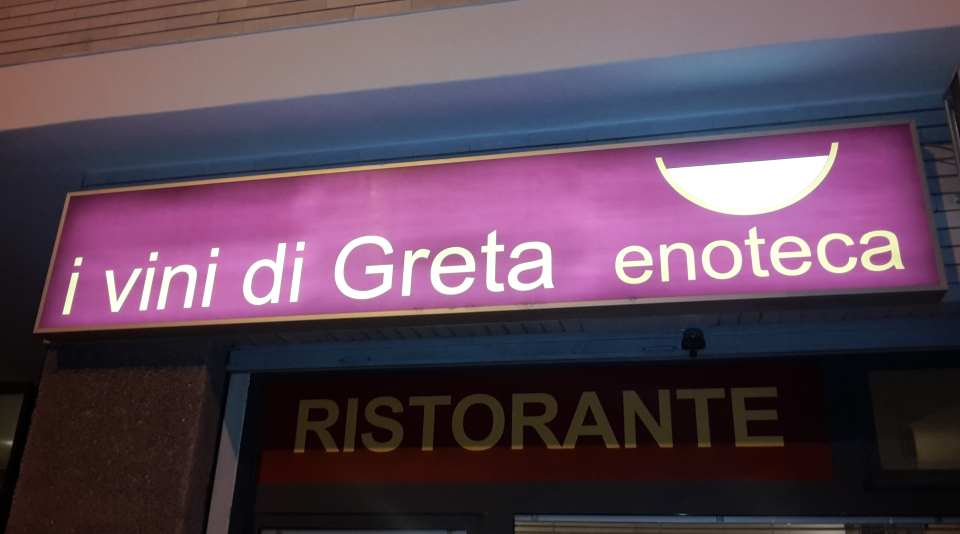 i vini di Greta enoteca
RISTORANTE